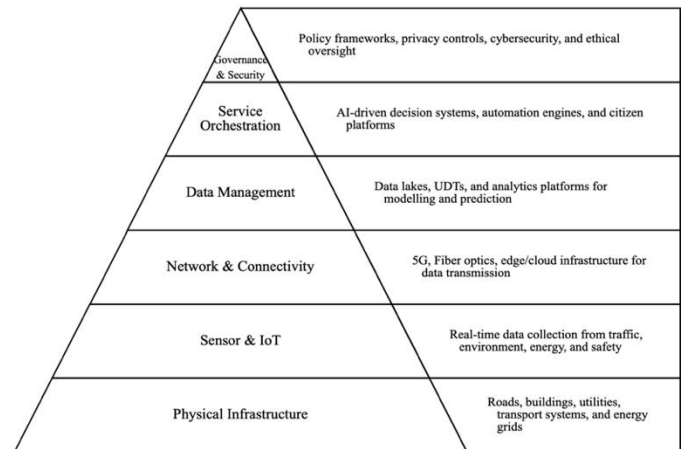 Governance
& Security
Policy frameworks, privacy controls, cybersecurity, and ethical
oversight
Service
Orchestration
AI-driven decision systems, automation engines, and citizen
platforms
Data Management
Data lakes, UDTs, and analytics platforms for
modelling and prediction
Network & Connectivity
5G, Fiber optics, edge/cloud infrastructure for
data transmission
Sensor & IoT
Real-time data collection from traffic,
environment, energy, and safety
Physical Infrastructure
Roads, buildings, utilities,
transport systems, and energy
grids